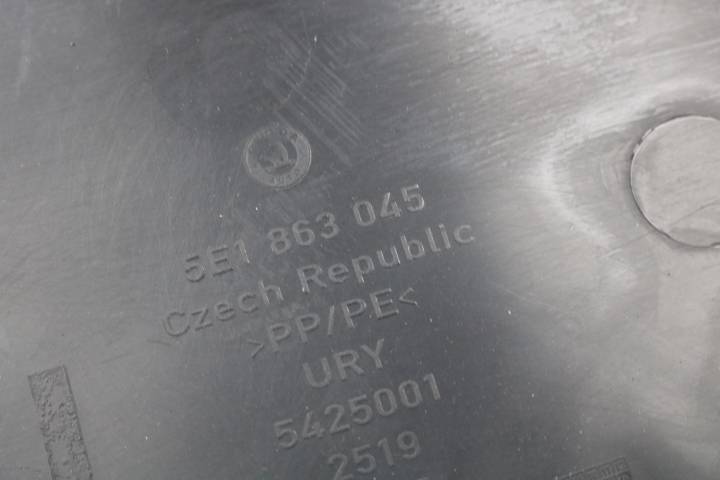 5E1 863 045
Czech Republic
>PP/PE<
URY
5425001
2519